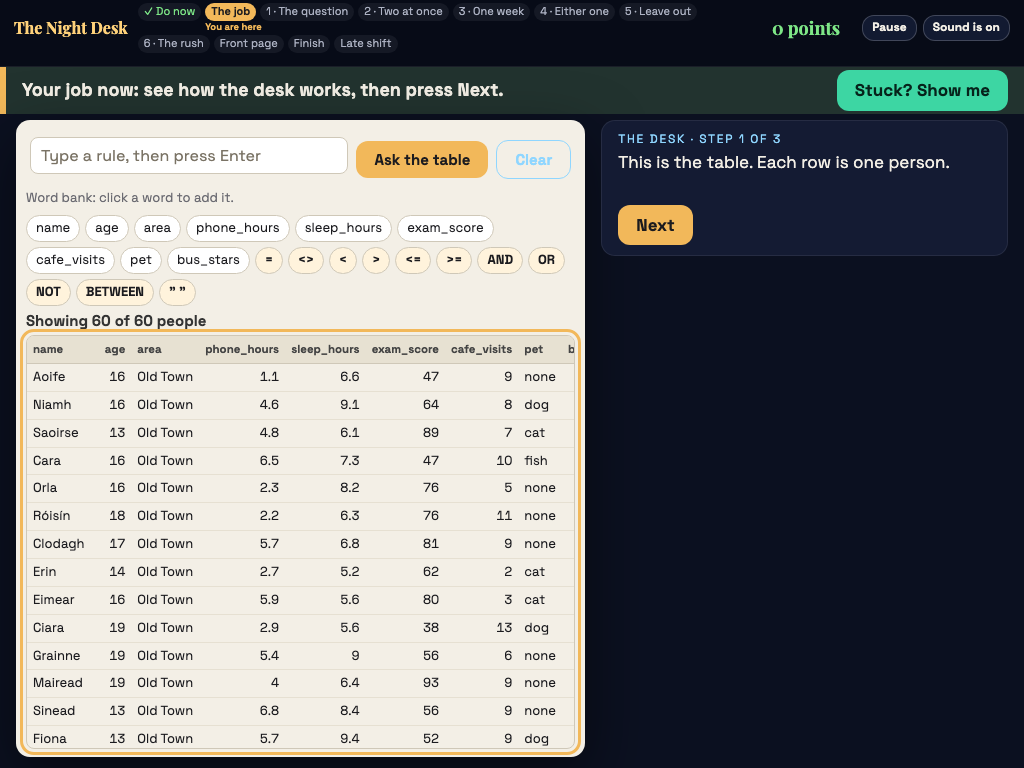 The Night Desk
✓ Do now The job 1 · The question 2 · Two at once 3 · One week 4 · Either one 5 · Leave out
You are here
6 · The rush Front page Finish Late shift
0 points
Pause
Sound is on
Your job now: see how the desk works, then press Next.
Stuck? Show me
Type a rule, then press Enter
Ask the table
Clear
Word bank: click a word to add it.
name age area phone_hours sleep_hours exam_score
cafe_visits pet bus_stars = <> < > <= >= AND OR
NOT BETWEEN " "
Showing 60 of 60 people
name age area phone_hours sleep_hours exam_score cafe_visits pet b
Aoife 16 Old Town 1.1 6.6 47 9 none
Niamh 16 Old Town 4.6 9.1 64 8 dog
Saoirse 13 Old Town 4.8 6.1 89 7 cat
Cara 16 Old Town 6.5 7.3 47 10 fish
Orla 16 Old Town 2.3 8.2 76 5 none
Róisín 18 Old Town 2.2 6.3 76 11 none
Clodagh 17 Old Town 5.7 6.8 81 9 none
Erin 14 Old Town 2.7 5.2 62 2 cat
Eimear 16 Old Town 5.9 5.6 80 3 cat
Ciara 19 Old Town 2.9 5.6 38 13 dog
Grainne 19 Old Town 5.4 9 56 6 none
Mairead 19 Old Town 4 6.4 93 9 none
Sinead 13 Old Town 6.8 8.4 56 9 none
Fiona 13 Old Town 5.7 9.4 52 9 dog
THE DESK · STEP 1 OF 3
This is the table. Each row is one person.
Next